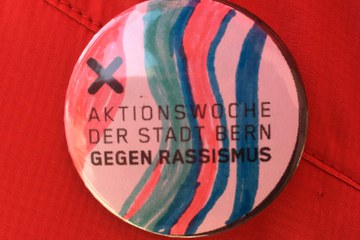 AKTIONSWOCHE
DER STADT BERN
GEGEN RASSISMUS